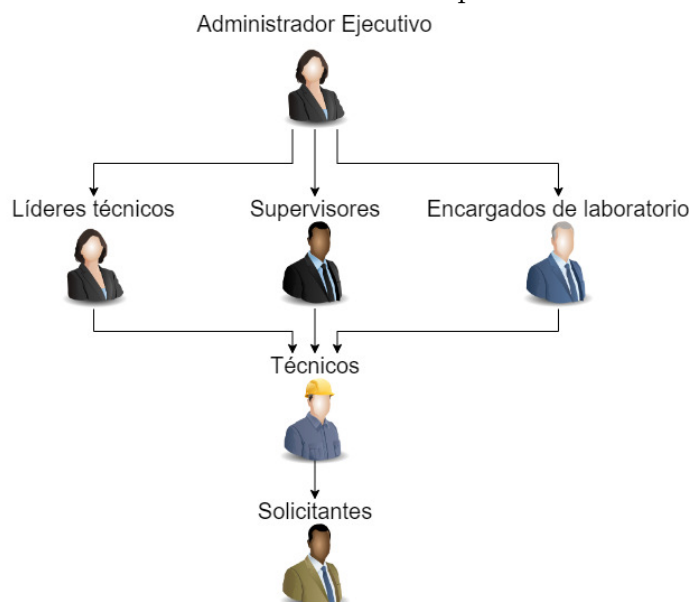 Administrador Ejecutivo
Líderes técnicos
Supervisores
Encargados de laboratorio
Técnicos
Solicitantes